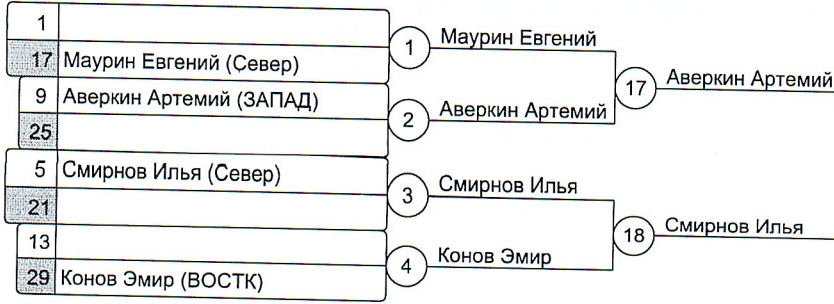 1
17 Маурин Евгений (Север)
9 Аверкин Артемий (ЗАПАД)
25
5 Смирнов Илья (Север)
21
13
29 Конов Эмир (ВОСТК)
1 Маурин Евгений
2 Аверкин Артемий
3 Смирнов Илья
4 Конов Эмир
17 Аверкин Артемий
18 Смирнов Илья